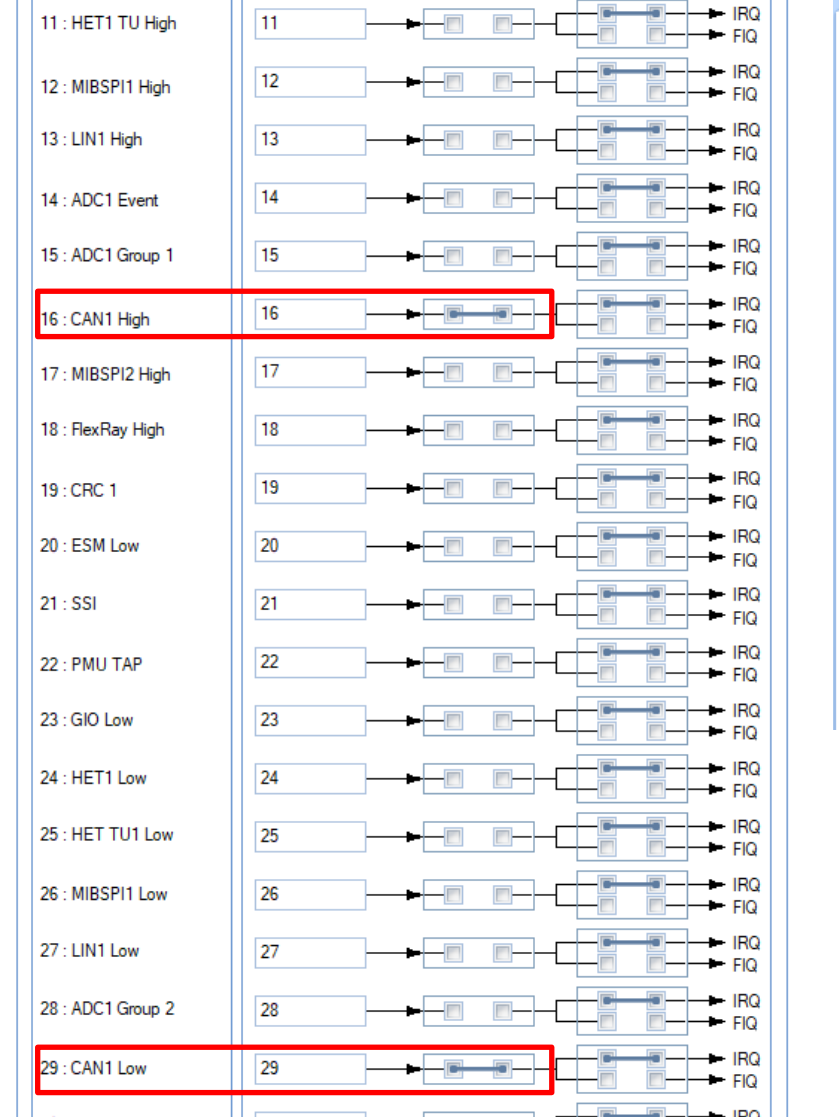 11 : HET1 TU High 11 IRQ
FIQ
12 : MIBSPI1 High 12 IRQ
FIQ
13 : LIN1 High 13 IRQ
FIQ
14 : ADC1 Event 14 IRQ
FIQ
15 : ADC1 Group 1 15 IRQ
FIQ
16 : CAN1 High 16 IRQ
FIQ
17 : MIBSPI2 High 17 IRQ
FIQ
18 : FlexRay High 18 IRQ
FIQ
19 : CRC 1 19 IRQ
FIQ
20 : ESM Low 20 IRQ
FIQ
21 : SSI 21 IRQ
FIQ
22 : PMU TAP 22 IRQ
FIQ
23 : GIO Low 23 IRQ
FIQ
24 : HET1 Low 24 IRQ
FIQ
25 : HET TU1 Low 25 IRQ
FIQ
26 : MIBSPI1 Low 26 IRQ
FIQ
27 : LIN1 Low 27 IRQ
FIQ
28 : ADC1 Group 2 28 IRQ
FIQ
29 : CAN1 Low 29 IRQ
FIQ
IRQ